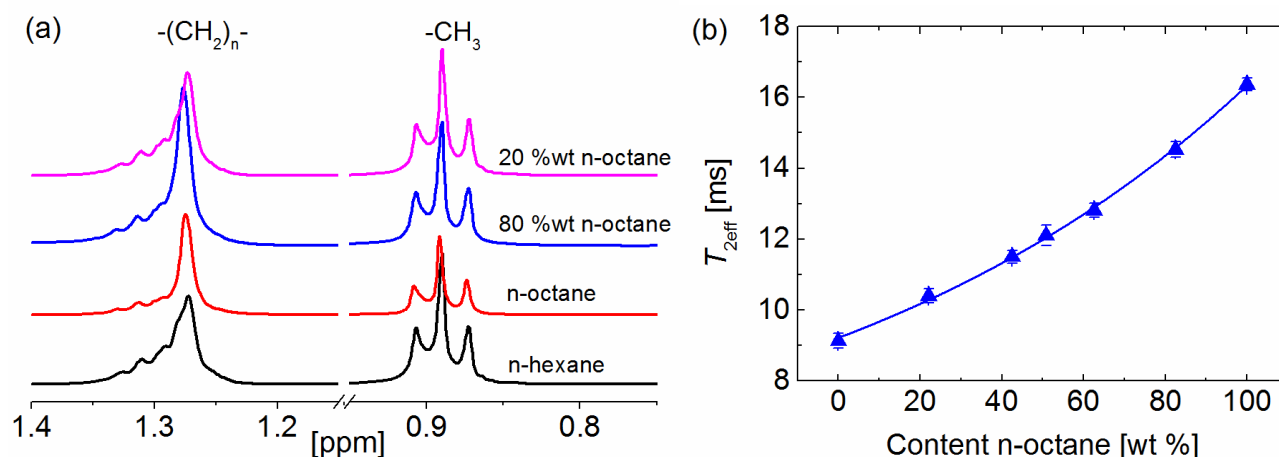 (a)
-(CH2)n-
-CH3
20 %wt n-octane
80 %wt n-octane
n-octane
n-hexane
1.4
1.3
1.2
[ppm]
0.9
0.8
(b)
18
16
14
12
10
8
T2eff [ms]
0
20
40
60
80
100
Content n-octane [wt %]